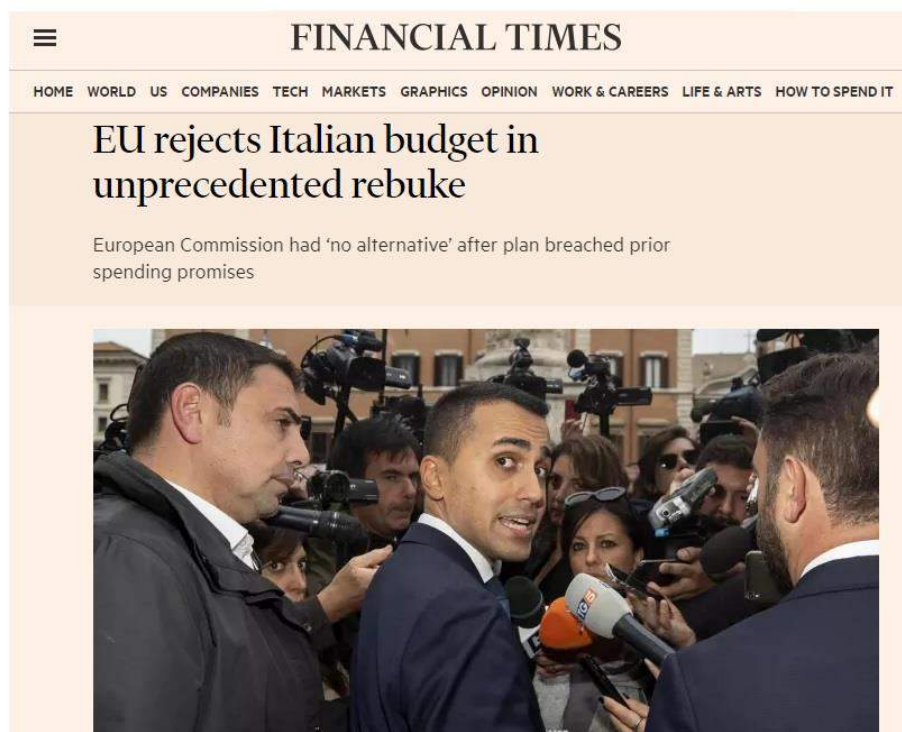 FINANCIAL TIMES
HOME WORLD US COMPANIES TECH MARKETS GRAPHICS OPINION WORK & CAREERS LIFE & ARTS HOW TO SPEND IT
EU rejects Italian budget in
unprecedented rebuke
European Commission had 'no alternative' after plan breached prior
spending promises
TG5